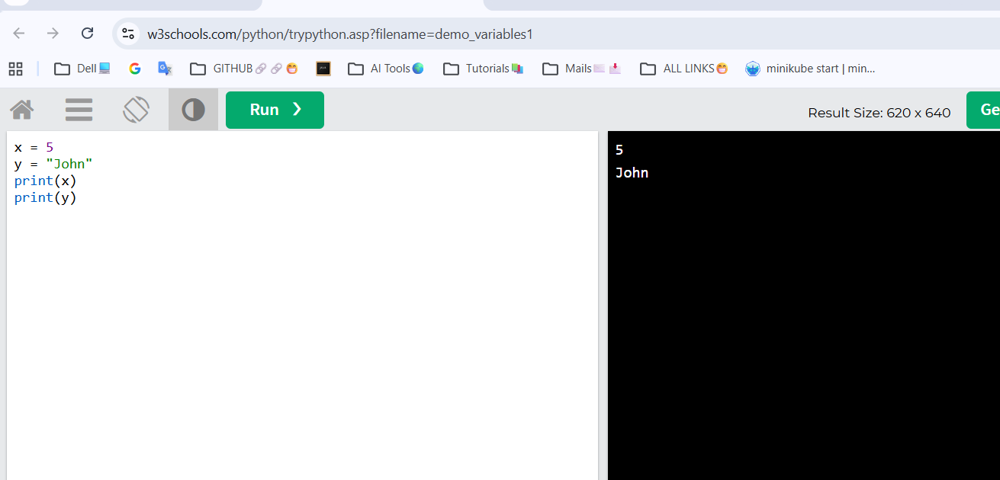 w3schools.com/python/trypython.asp?filename=demo_variables1
Dell GITHUB AI Tools Tutorials Mails ALL LINKS minikube start | min...
Run ❯ Result Size: 620 x 640 Ge
x = 5
y = "John"
print(x)
print(y)
5
John